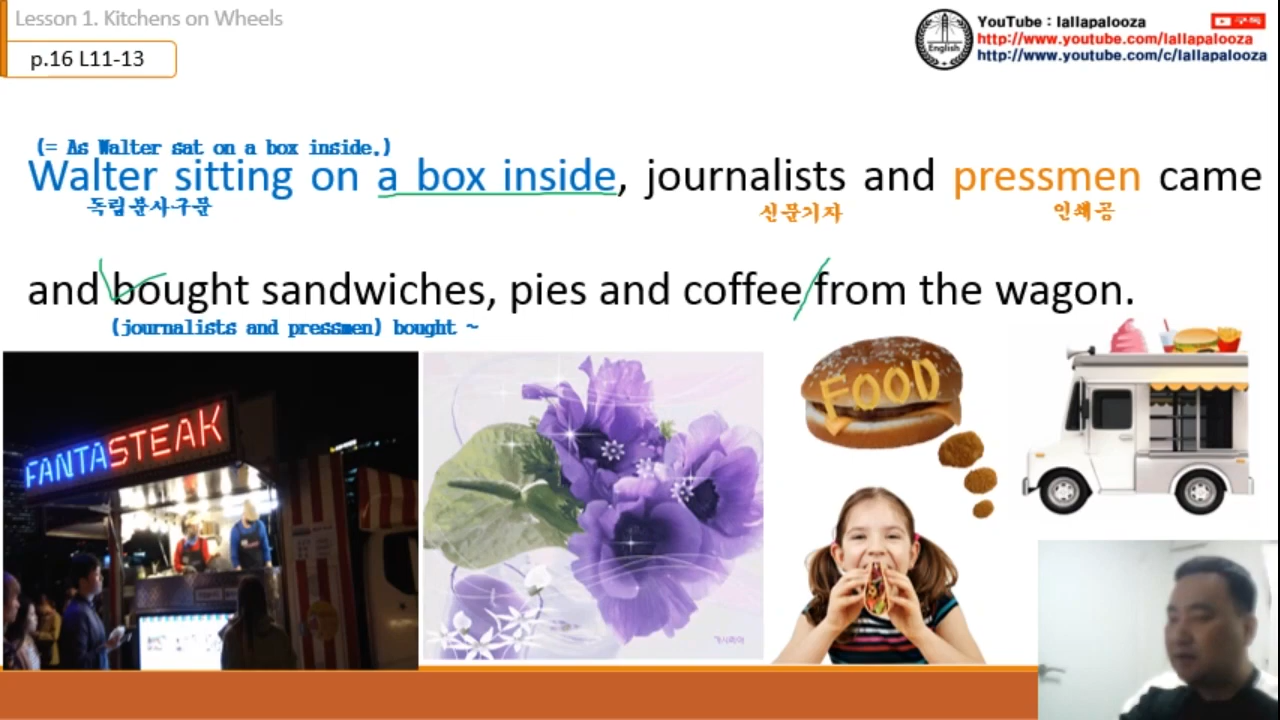 Lesson 1. Kitchens on Wheels
p.16 L11-13
English
YouTube : lallapalooza
구독
http://www.youtube.com/lallapalooza
http://www.youtube.com/c/lallapalooza
(= As Walter sat on a box inside.)
Walter sitting on a box inside, journalists and pressmen came
독립분사구문
신문기자
인쇄공
and bought sandwiches, pies and coffee from the wagon.
(journalists and pressmen) bought ~
FANTASTEAK
FOOD